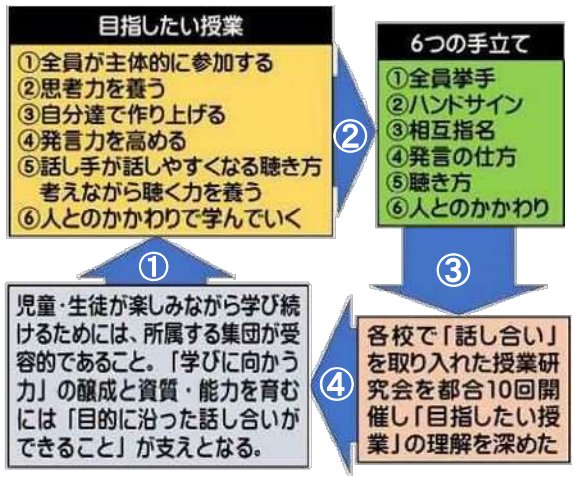 目指したい授業
①全員が主体的に参加する
②思考力を養う
③自分達で作り上げる
④発言力を高める
⑤話し手が話しやすくなる聴き方
考えながら聴く力を養う
⑥人とのかかわりで学んでいく
②
6つの手立て
①全員挙手
②ハンドサイン
③相互指名
④発言の仕方
⑤聴き方
⑥人とのかかわり
③
各校で「話し合い」
を取り入れた授業研
究会を都合10回開
催し「目指したい授
業」の理解を深めた
④
児童・生徒が楽しみながら学び続
けるためには、所属する集団が受
容的であること。「学びに向かう
力」の醸成と資質・能力を育む
には「目的に沿った話し合いが
できること」が支えとなる。
①